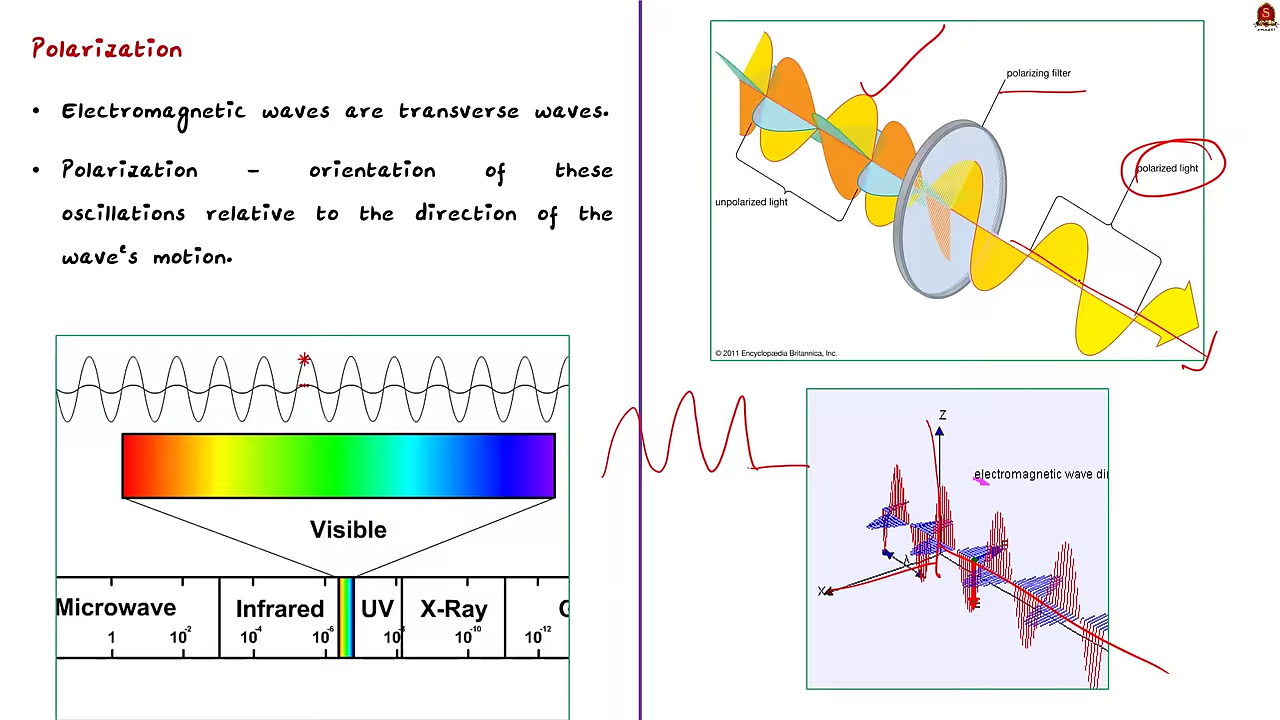 Polarization
• Electromagnetic waves are transverse waves.
• Polarization – orientation of these
oscillations relative to the direction of the
wave's motion.
Visible
Microwave Infrared UV X-Ray G
1 10⁻² 10⁻⁴ 10⁻⁶ 10⁻⁸ 10⁻¹⁰ 10⁻¹²
polarizing filter
polarized light
unpolarized light
© 2011 Encyclopædia Britannica, Inc.
Z
electromagnetic wave dir
λ
X
E